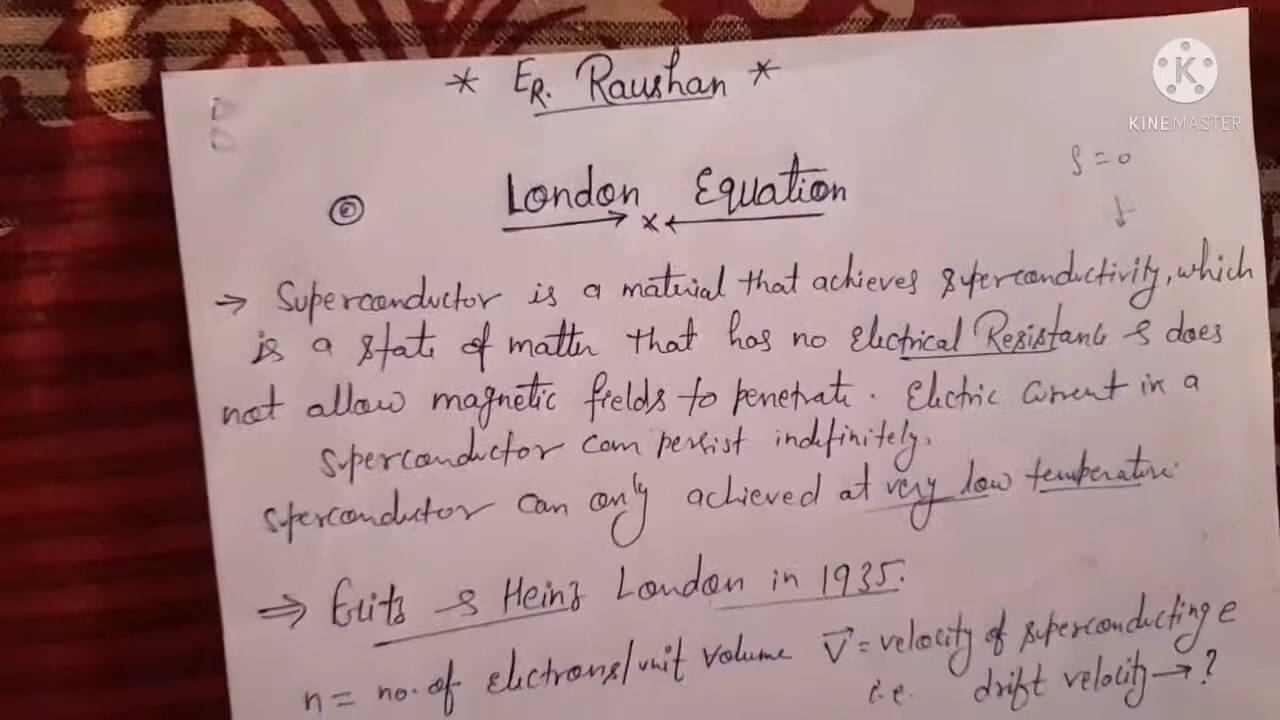 * ER. Raushan *
KINEMASTER
ρ = 0
↓
London Equation
→ Superconductor is a material that achieves superconductivity, which
is a state of matter that has no Electrical Resistance & does
not allow magnetic fields to penetrate. Electric current in a
superconductor can persist indefinitely.
superconductor can only achieved at very low temperature.
⇒ Fritz & Heinz London in 1935.
n = no. of electrons/unit volume V⃗ = velocity of superconducting e
i.e. drift velocity → ?